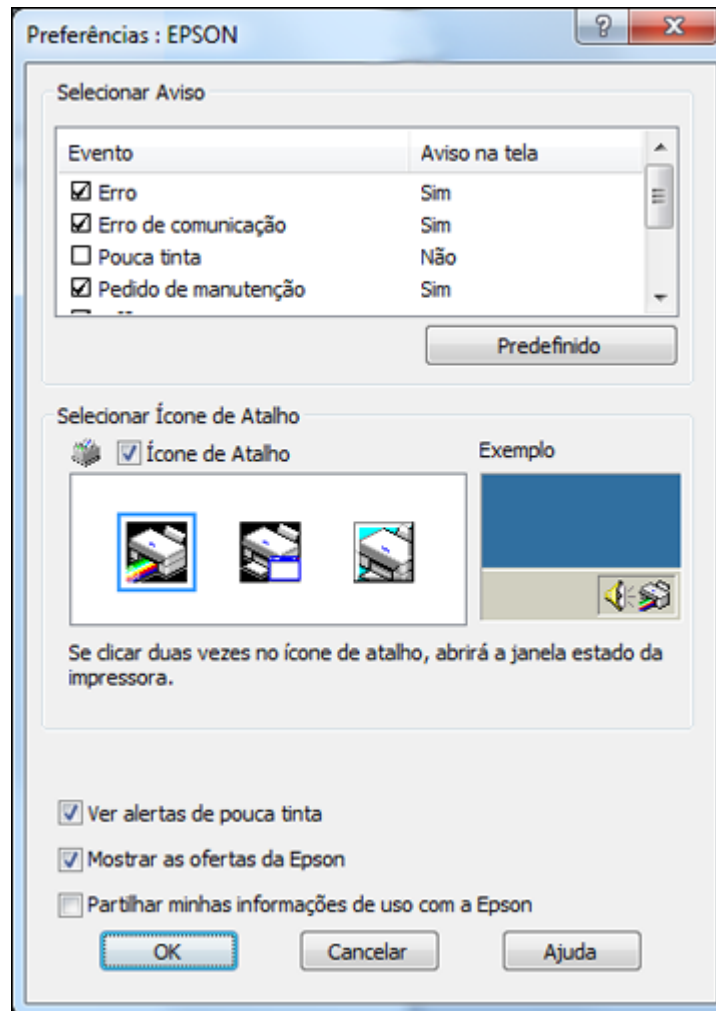 Preferências : EPSON
Selecionar Aviso
Evento Aviso na tela
Erro Sim
Erro de comunicação Sim
Pouca tinta Não
Pedido de manutenção Sim
Predefinido
Selecionar Ícone de Atalho
Ícone de Atalho Exemplo
Se clicar duas vezes no ícone de atalho, abrirá a janela estado da
impressora.
Ver alertas de pouca tinta
Mostrar as ofertas da Epson
Partilhar minhas informações de uso com a Epson
OK Cancelar Ajuda